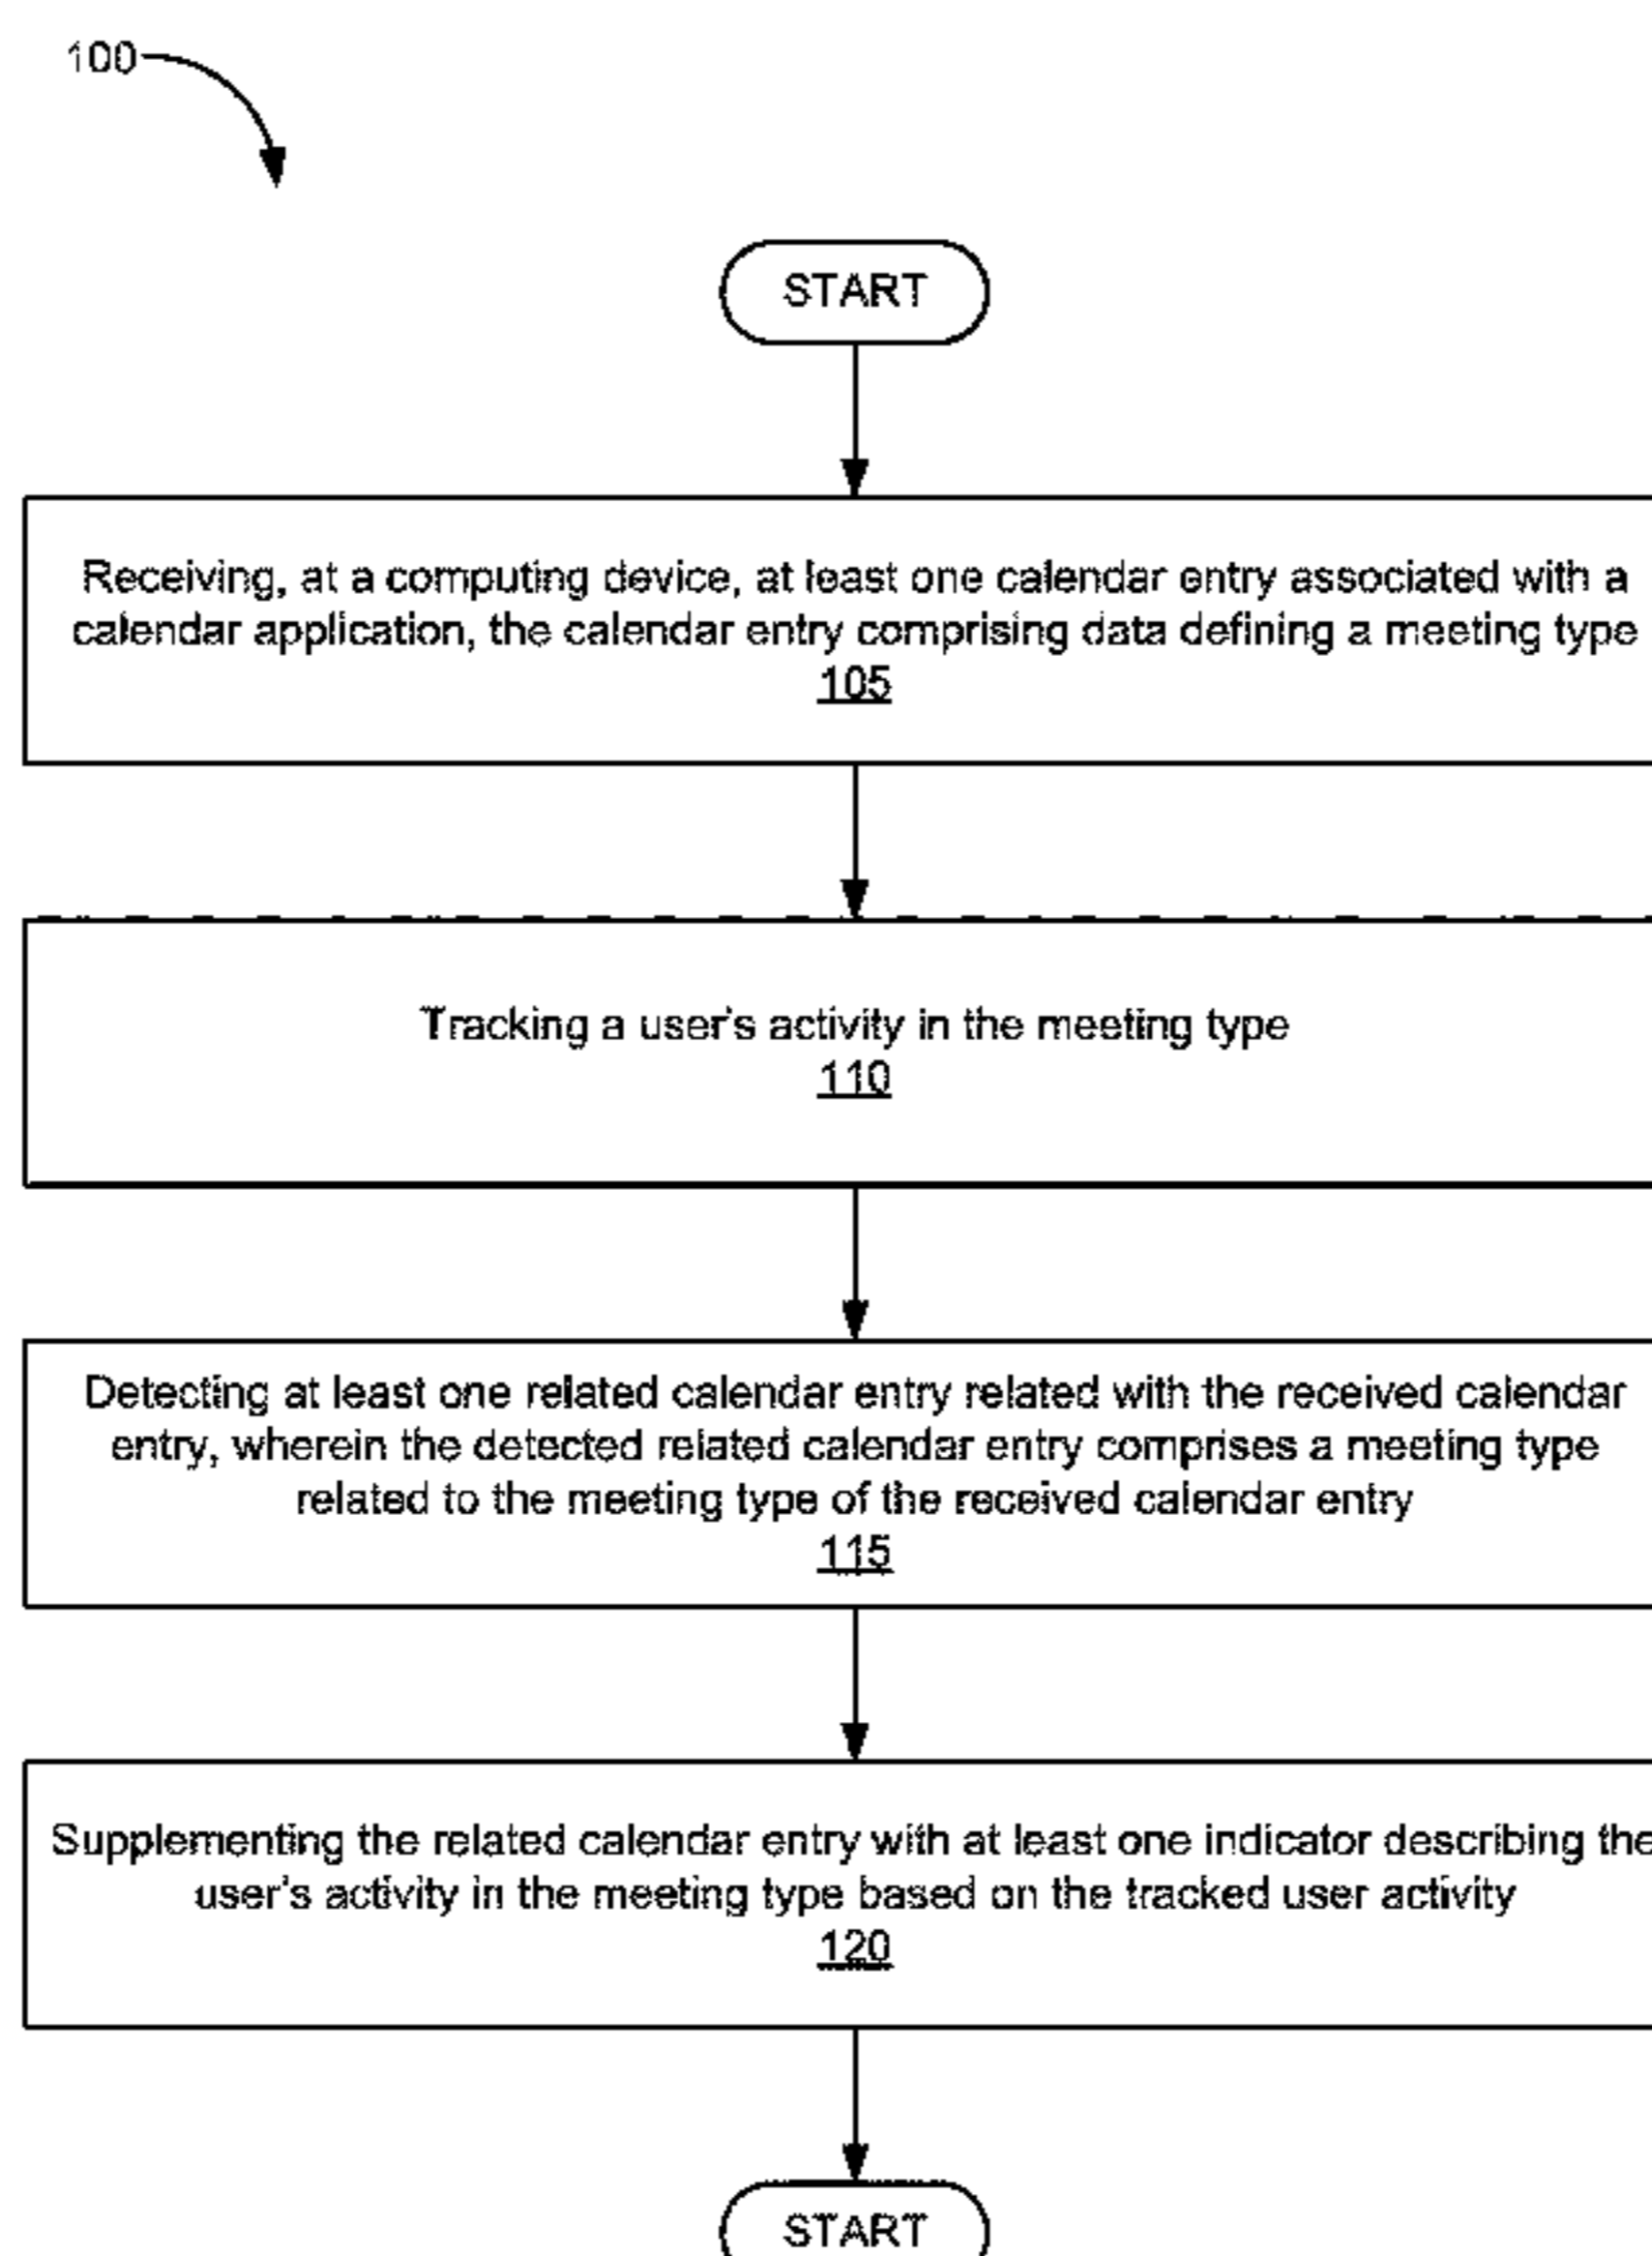 100
START
Receiving, at a computing device, at least one calendar entry associated with a
calendar application, the calendar entry comprising data defining a meeting type
105
Tracking a user's activity in the meeting type
110
Detecting at least one related calendar entry related with the received calendar
entry, wherein the detected related calendar entry comprises a meeting type
related to the meeting type of the received calendar entry
115
Supplementing the related calendar entry with at least one indicator describing the
user's activity in the meeting type based on the tracked user activity
120
START